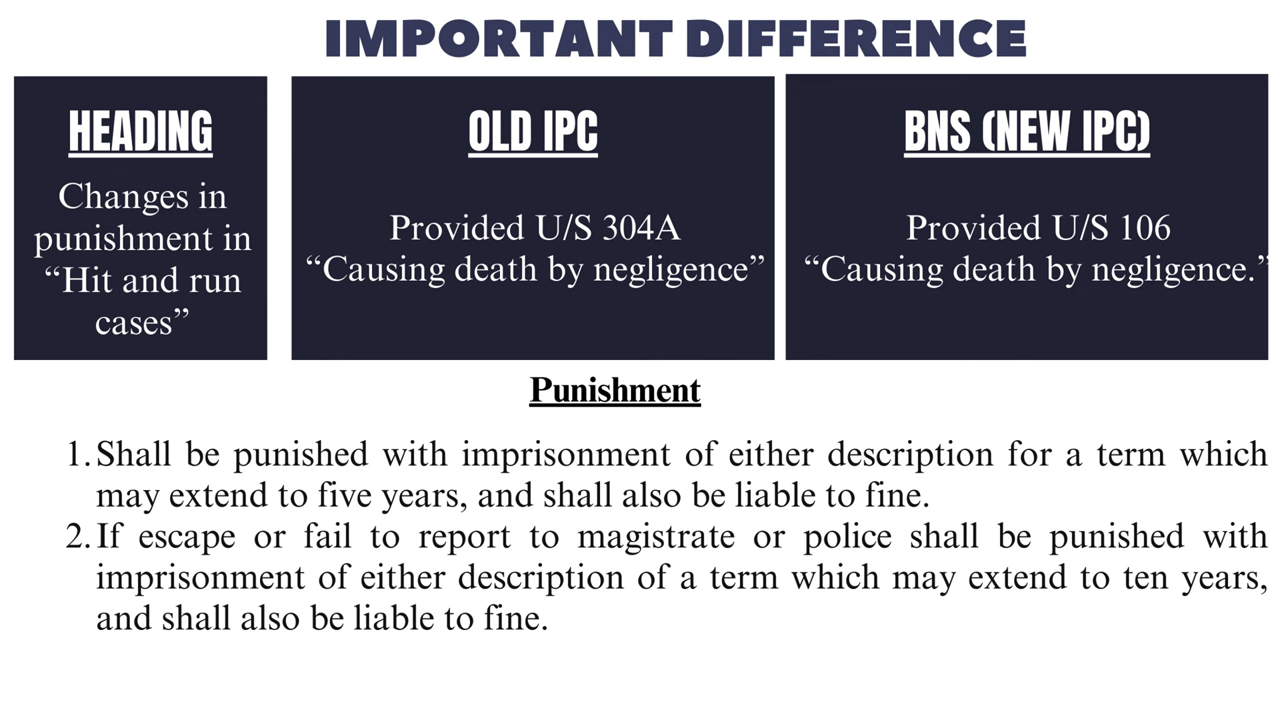 IMPORTANT DIFFERENCE
HEADING
Changes in
punishment in
“Hit and run
cases”
OLD IPC
Provided U/S 304A
“Causing death by negligence”
BNS (NEW IPC)
Provided U/S 106
“Causing death by negligence.”
Punishment
1. Shall be punished with imprisonment of either description for a term which
may extend to five years, and shall also be liable to fine.
2. If escape or fail to report to magistrate or police shall be punished with
imprisonment of either description of a term which may extend to ten years,
and shall also be liable to fine.